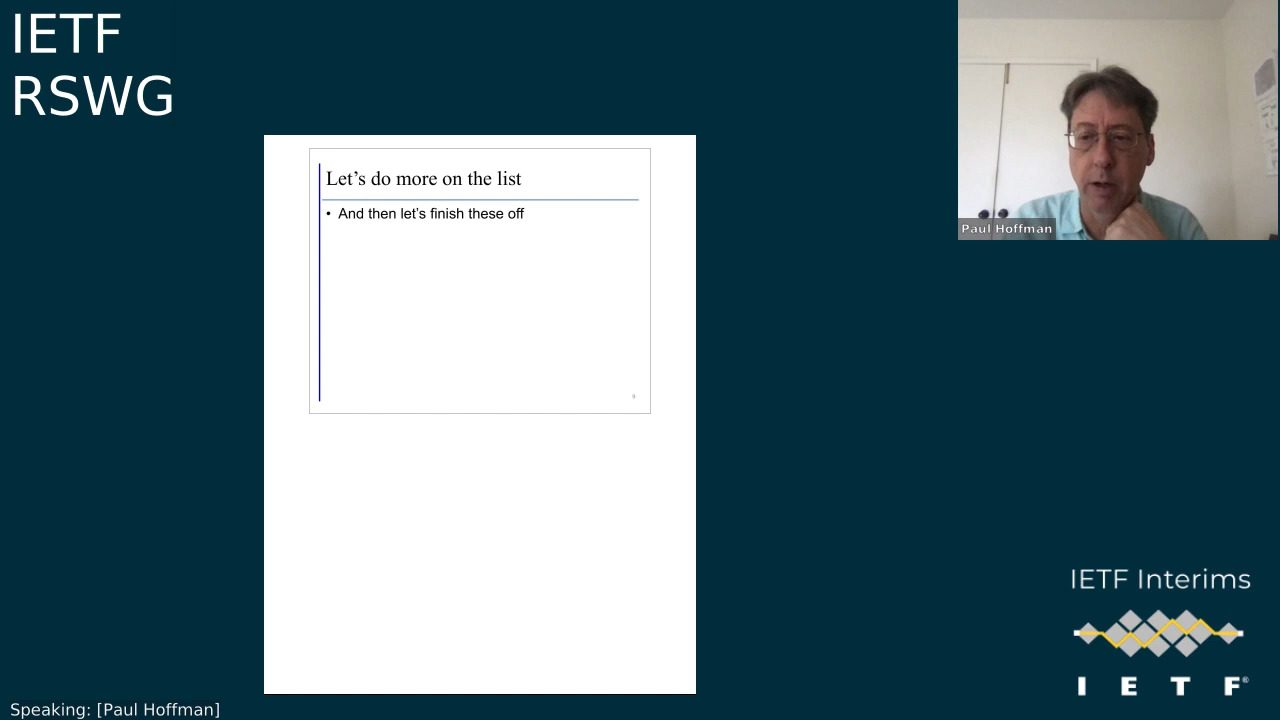 IETF
RSWG
Let's do more on the list
• And then let's finish these off
Paul Hoffman
IETF Interims
I E T F®
Speaking: [Paul Hoffman]